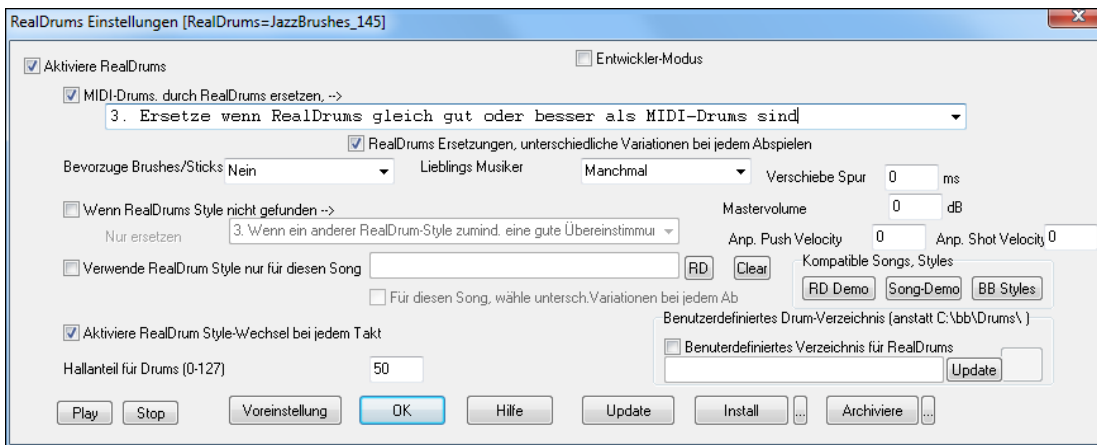 RealDrums Einstellungen [RealDrums=JazzBrushes_145]
Entwickler-Modus
Aktiviere RealDrums
MIDI-Drums. durch RealDrums ersetzen, -->
3. Ersetze wenn RealDrums gleich gut oder besser als MIDI-Drums sind
RealDrums Ersetzungen, unterschiedliche Variationen bei jedem Abspielen
Bevorzuge Brushes/Sticks Nein Lieblings Musiker Manchmal Verschiebe Spur 0 ms
Wenn RealDrums Style nicht gefunden --> Mastervolume 0 dB
Nur ersetzen 3. Wenn ein anderer RealDrum-Style zumind. eine gute Übereinstimmu Anp. Push Velocity 0 Anp. Shot Velocity 0
Verwende RealDrum Style nur für diesen Song RD Clear Kompatible Songs, Styles
RD Demo Song-Demo BB Styles
Für diesen Song, wähle untersch.Variationen bei jedem Ab
Benutzerdefiniertes Drum-Verzeichnis (anstatt C:\bb\Drums\ )
Aktiviere RealDrum Style-Wechsel bei jedem Takt
Benuterdefiniertes Verzeichnis für RealDrums
Hallanteil für Drums (0-127) 50 Update
Play Stop Voreinstellung OK Hilfe Update Install ... Archiviere ...